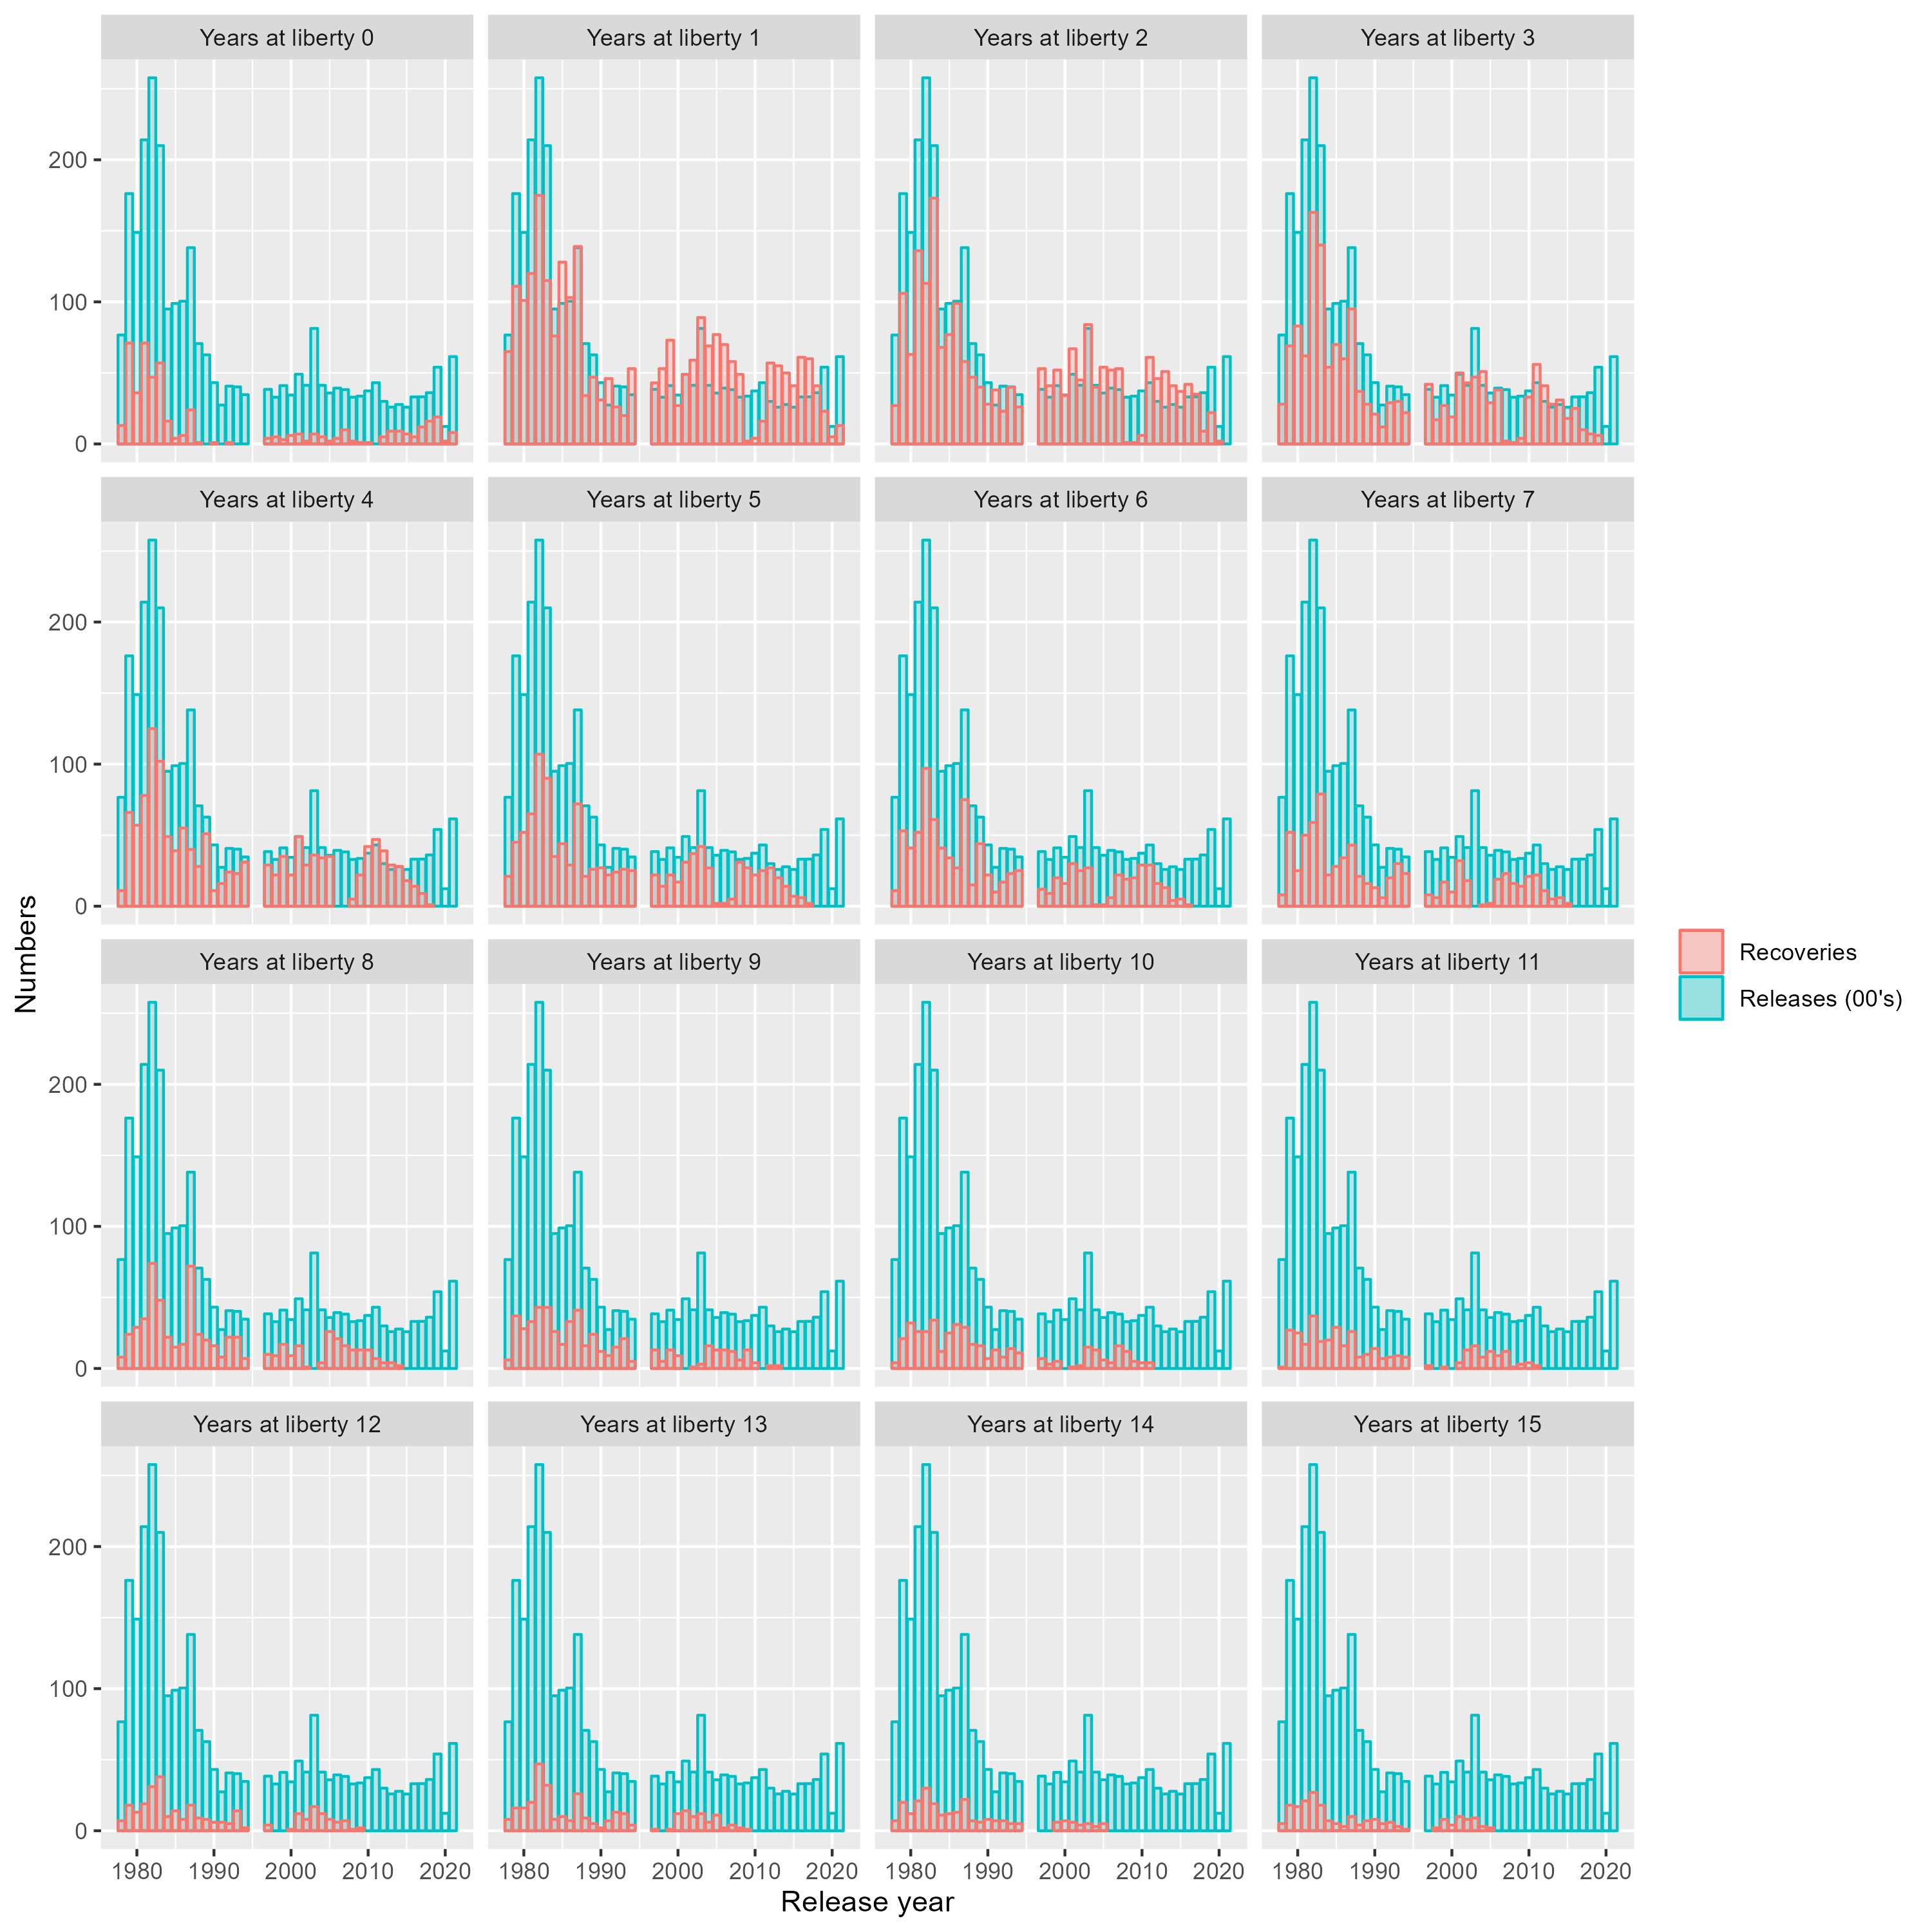 Years at liberty 0
Years at liberty 1
Years at liberty 2
Years at liberty 3
200
100
0
Years at liberty 4
Years at liberty 5
Years at liberty 6
Years at liberty 7
200
100
0
Years at liberty 8
Years at liberty 9
Years at liberty 10
Years at liberty 11
200
100
0
Years at liberty 12
Years at liberty 13
Years at liberty 14
Years at liberty 15
200
100
0
1980 1990 2000 2010 2020
1980 1990 2000 2010 2020
1980 1990 2000 2010 2020
1980 1990 2000 2010 2020
Release year
Numbers
Recoveries
Releases (00's)